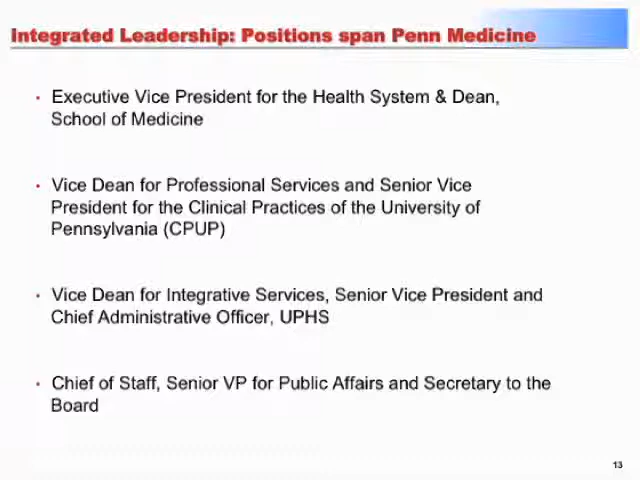 Integrated Leadership: Positions span Penn Medicine
• Executive Vice President for the Health System & Dean,
School of Medicine
• Vice Dean for Professional Services and Senior Vice
President for the Clinical Practices of the University of
Pennsylvania (CPUP)
• Vice Dean for Integrative Services, Senior Vice President and
Chief Administrative Officer, UPHS
• Chief of Staff, Senior VP for Public Affairs and Secretary to the
Board
13